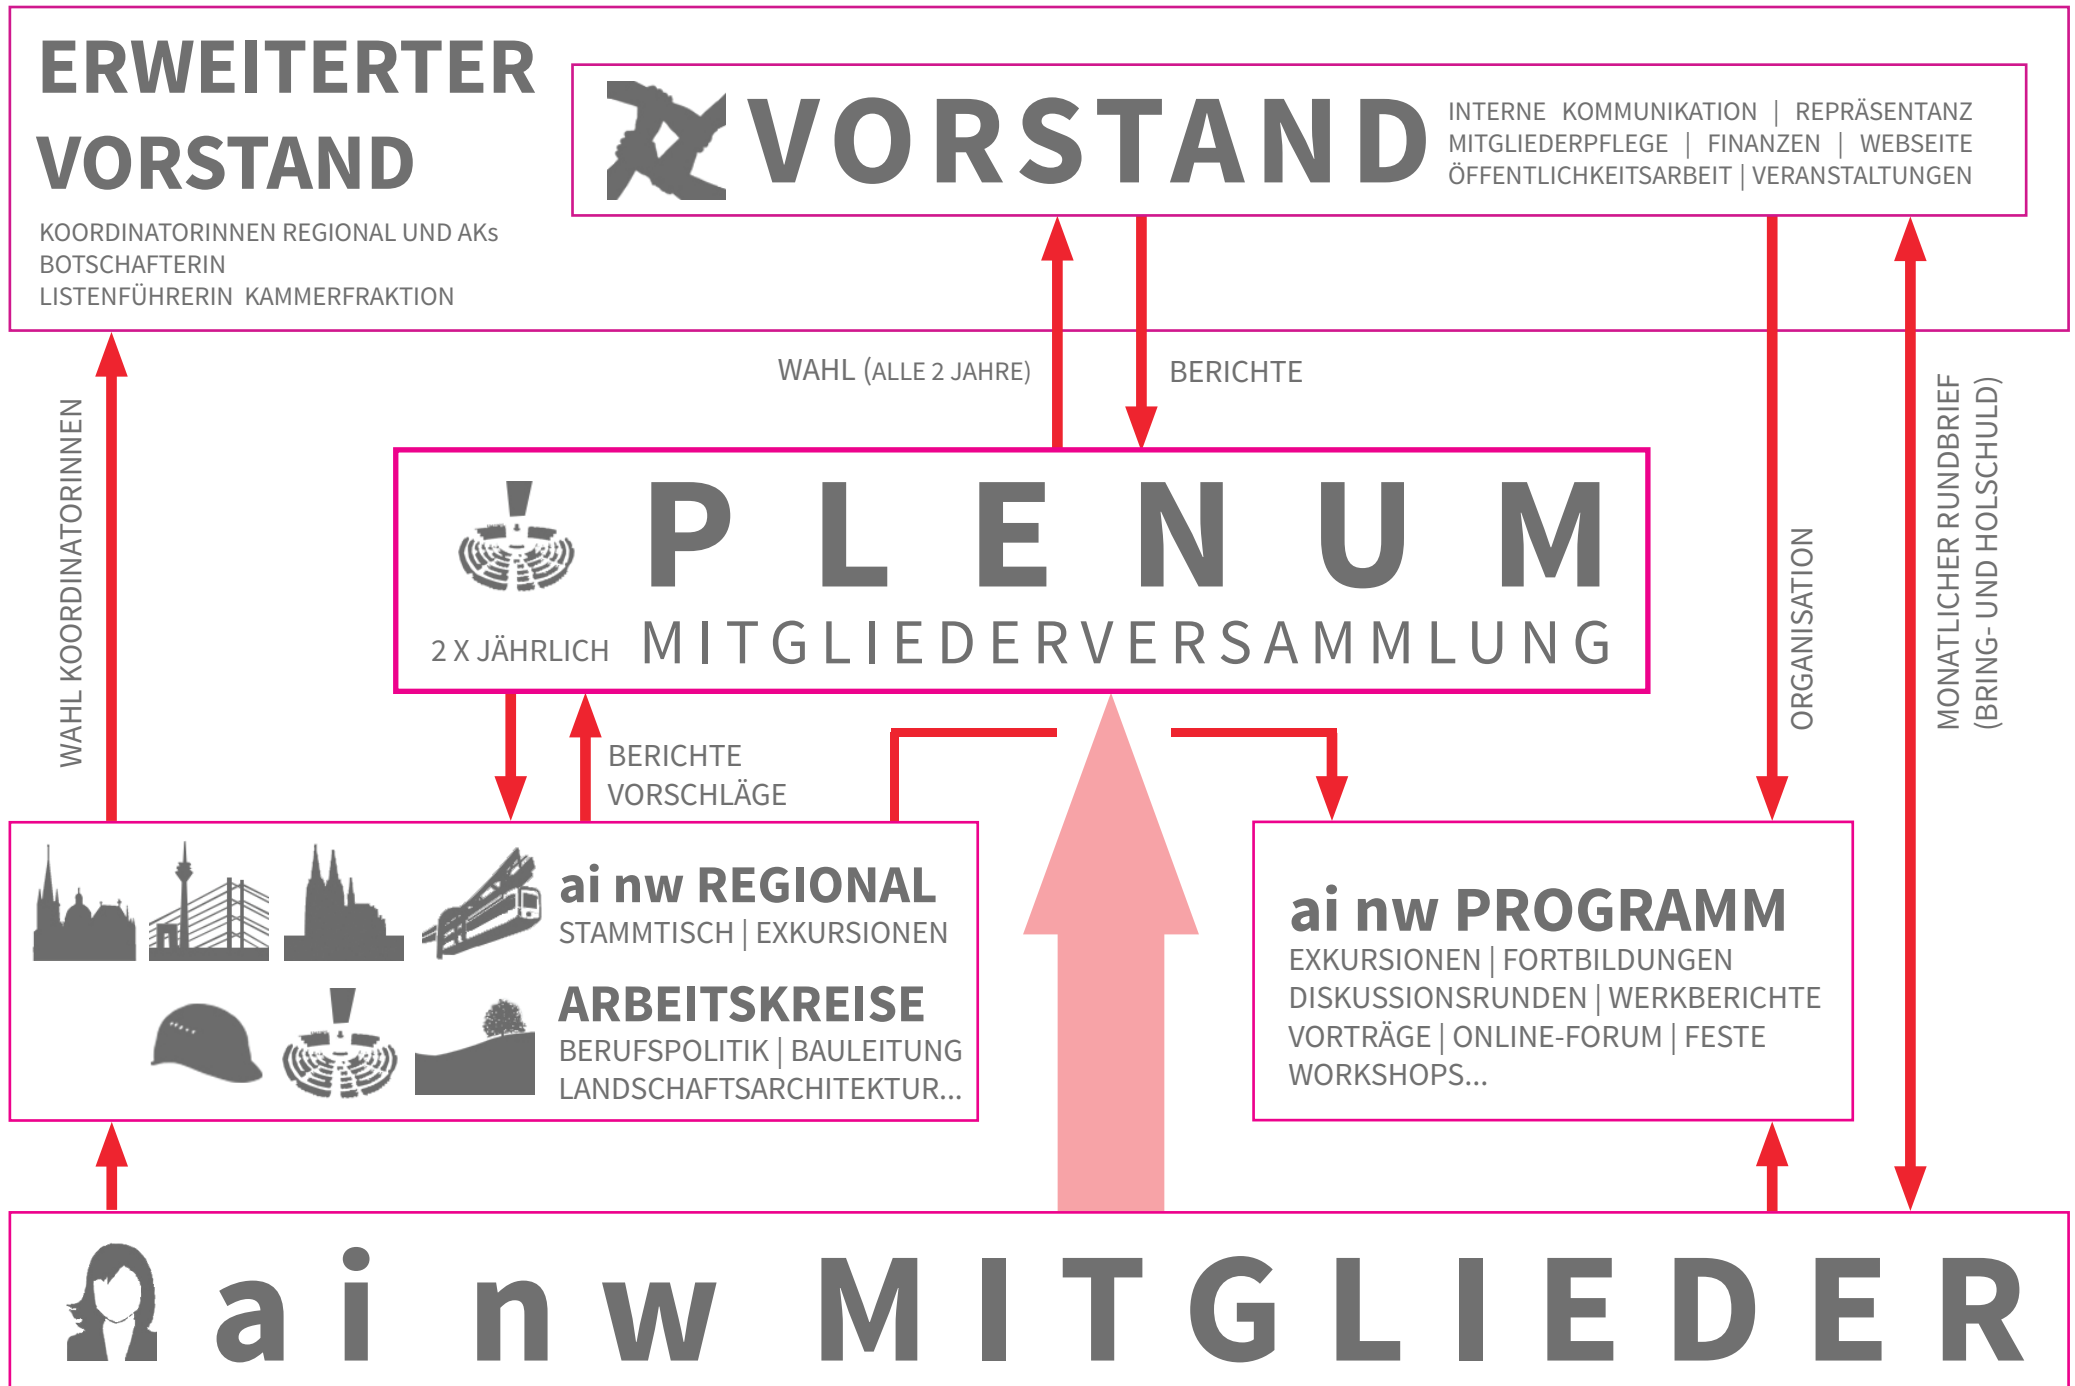 ERWEITERTER
VORSTAND
KOORDINATORINNEN REGIONAL UND AKs
BOTSCHAFTERIN
LISTENFÜHRERIN KAMMERFRAKTION
VORSTAND
INTERNE KOMMUNIKATION | REPRÄSENTANZ
MITGLIEDERPFLEGE | FINANZEN | WEBSEITE
ÖFFENTLICHKEITSARBEIT | VERANSTALTUNGEN
WAHL (ALLE 2 JAHRE)
BERICHTE
WAHL KOORDINATORINNEN
PLENUM
2 X JÄHRLICH MITGLIEDERVERSAMMLUNG
ORGANISATION
MONATLICHER RUNDBRIEF
(BRING- UND HOLSCHULD)
BERICHTE
VORSCHLÄGE
ai nw REGIONAL
STAMMTISCH | EXKURSIONEN
ARBEITSKREISE
BERUFSPOLITIK | BAULEITUNG
LANDSCHAFTSARCHITEKTUR...
ai nw PROGRAMM
EXKURSIONEN | FORTBILDUNGEN
DISKUSSIONSRUNDEN | WERKBERICHTE
VORTRÄGE | ONLINE-FORUM | FESTE
WORKSHOPS...
ai nw MITGLIEDER